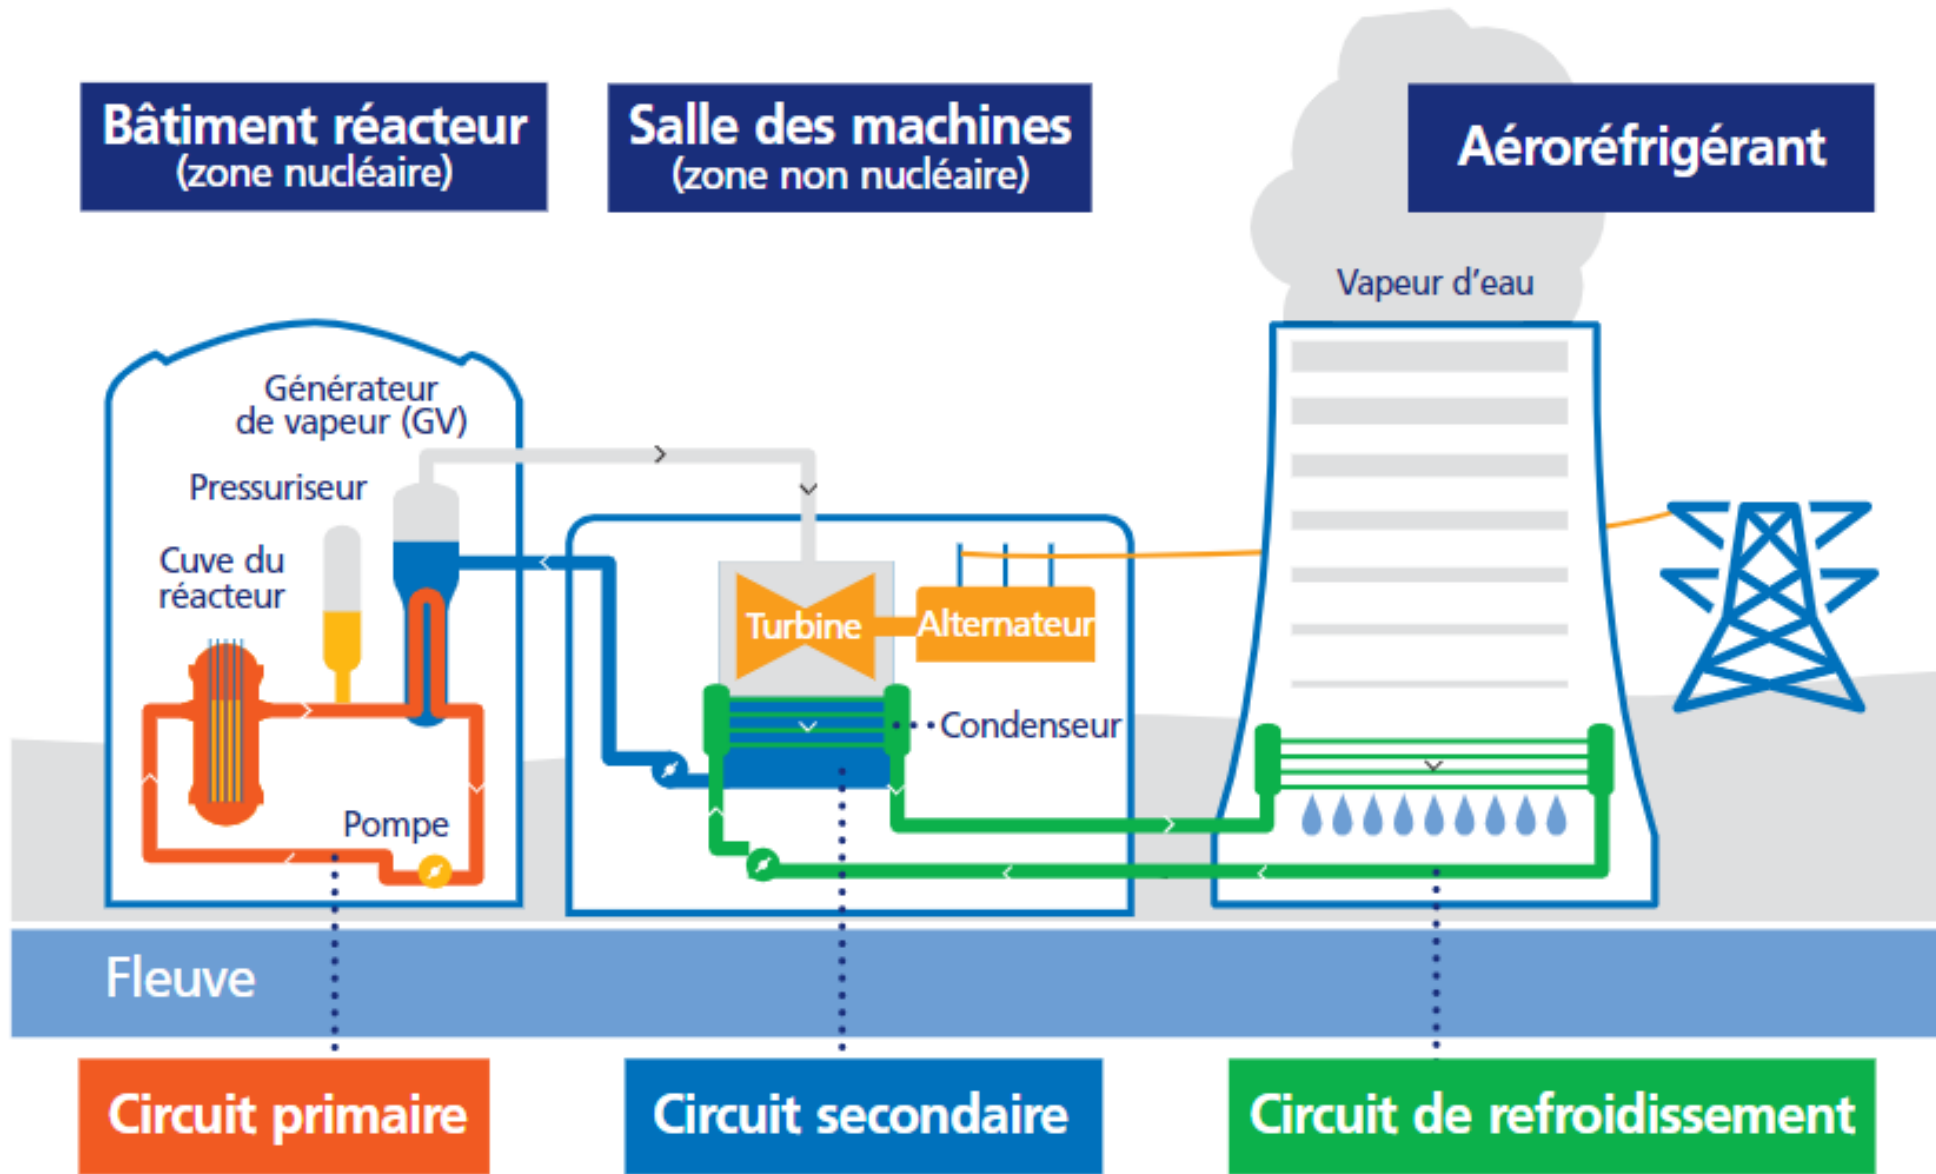 Bâtiment réacteur
(zone nucléaire)
Salle des machines
(zone non nucléaire)
Aéroréfrigérant
Vapeur d'eau
Générateur
de vapeur (GV)
Pressuriseur
Cuve du
réacteur
Turbine
Alternateur
Condenseur
Pompe
Fleuve
Circuit primaire
Circuit secondaire
Circuit de refroidissement